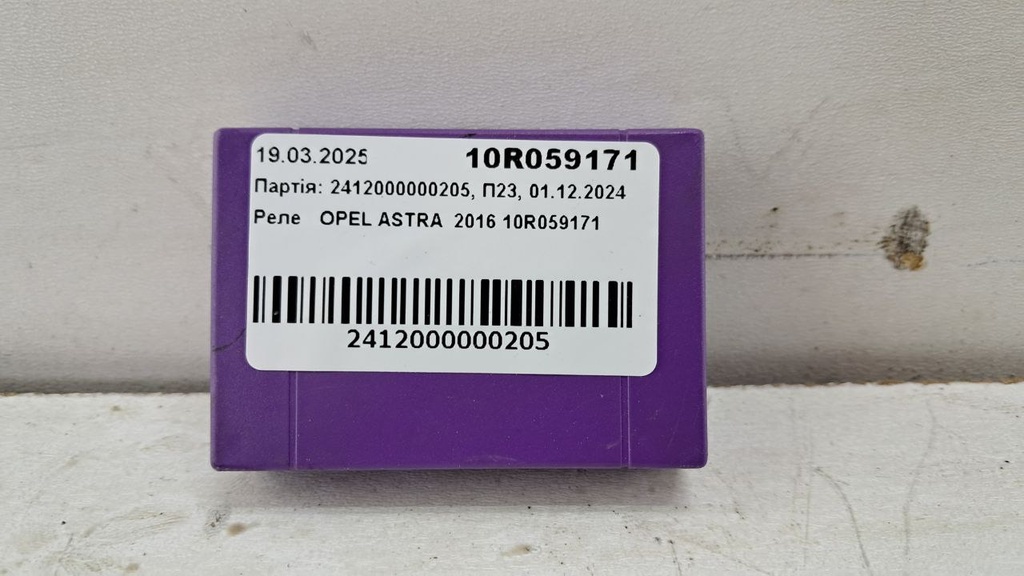 19.03.2025 10R059171
Партія: 2412000000205, П23, 01.12.2024
Реле OPEL ASTRA 2016 10R059171
2412000000205